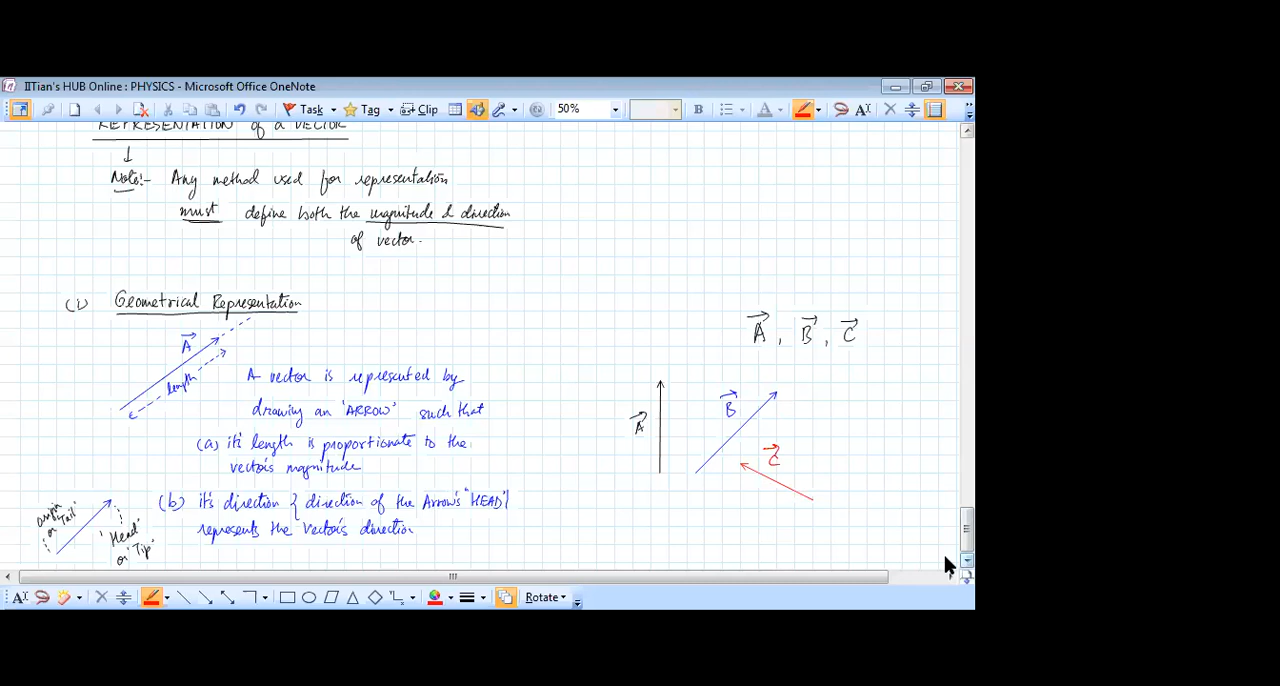 IITian's HUB Online : PHYSICS - Microsoft Office OneNote
Task Tag Clip 50% B A
REPRESENTATION of a VECTOR
Note:- Any method used for representation
must define both the magnitude & direction
of vector.
(i) Geometrical Representation
A
length
A vector is represented by
drawing an 'ARROW' such that
(a) it's length is proportionate to the
vector's magnitude
(b) it's direction { direction of the Arrow's "HEAD"}
represents the Vector's direction
origin
or 'Tail'
'Head'
or 'Tip'
A, B, C
A
B
C
Rotate